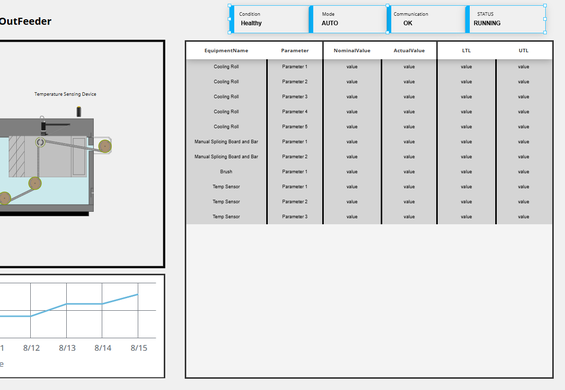 OutFeeder
Condition Mode Communication STATUS
Healthy AUTO OK RUNNING
Temperature Sensing Device
EquipmentName Parameter NominalValue ActualValue LTL UTL
Cooling Roll Parameter 1 value value value value
Cooling Roll Parameter 2 value value value value
Cooling Roll Parameter 3 value value value value
Cooling Roll Parameter 4 value value value value
Cooling Roll Parameter 5 value value value value
Manual Splicing Board and Bar Parameter 1 value value value value
Manual Splicing Board and Bar Parameter 2 value value value value
Brush Parameter 1 value value value value
Temp Sensor Parameter 1 value value value value
Temp Sensor Parameter 2 value value value value
Temp Sensor Parameter 3 value value value value
1 8/12 8/13 8/14 8/15
e